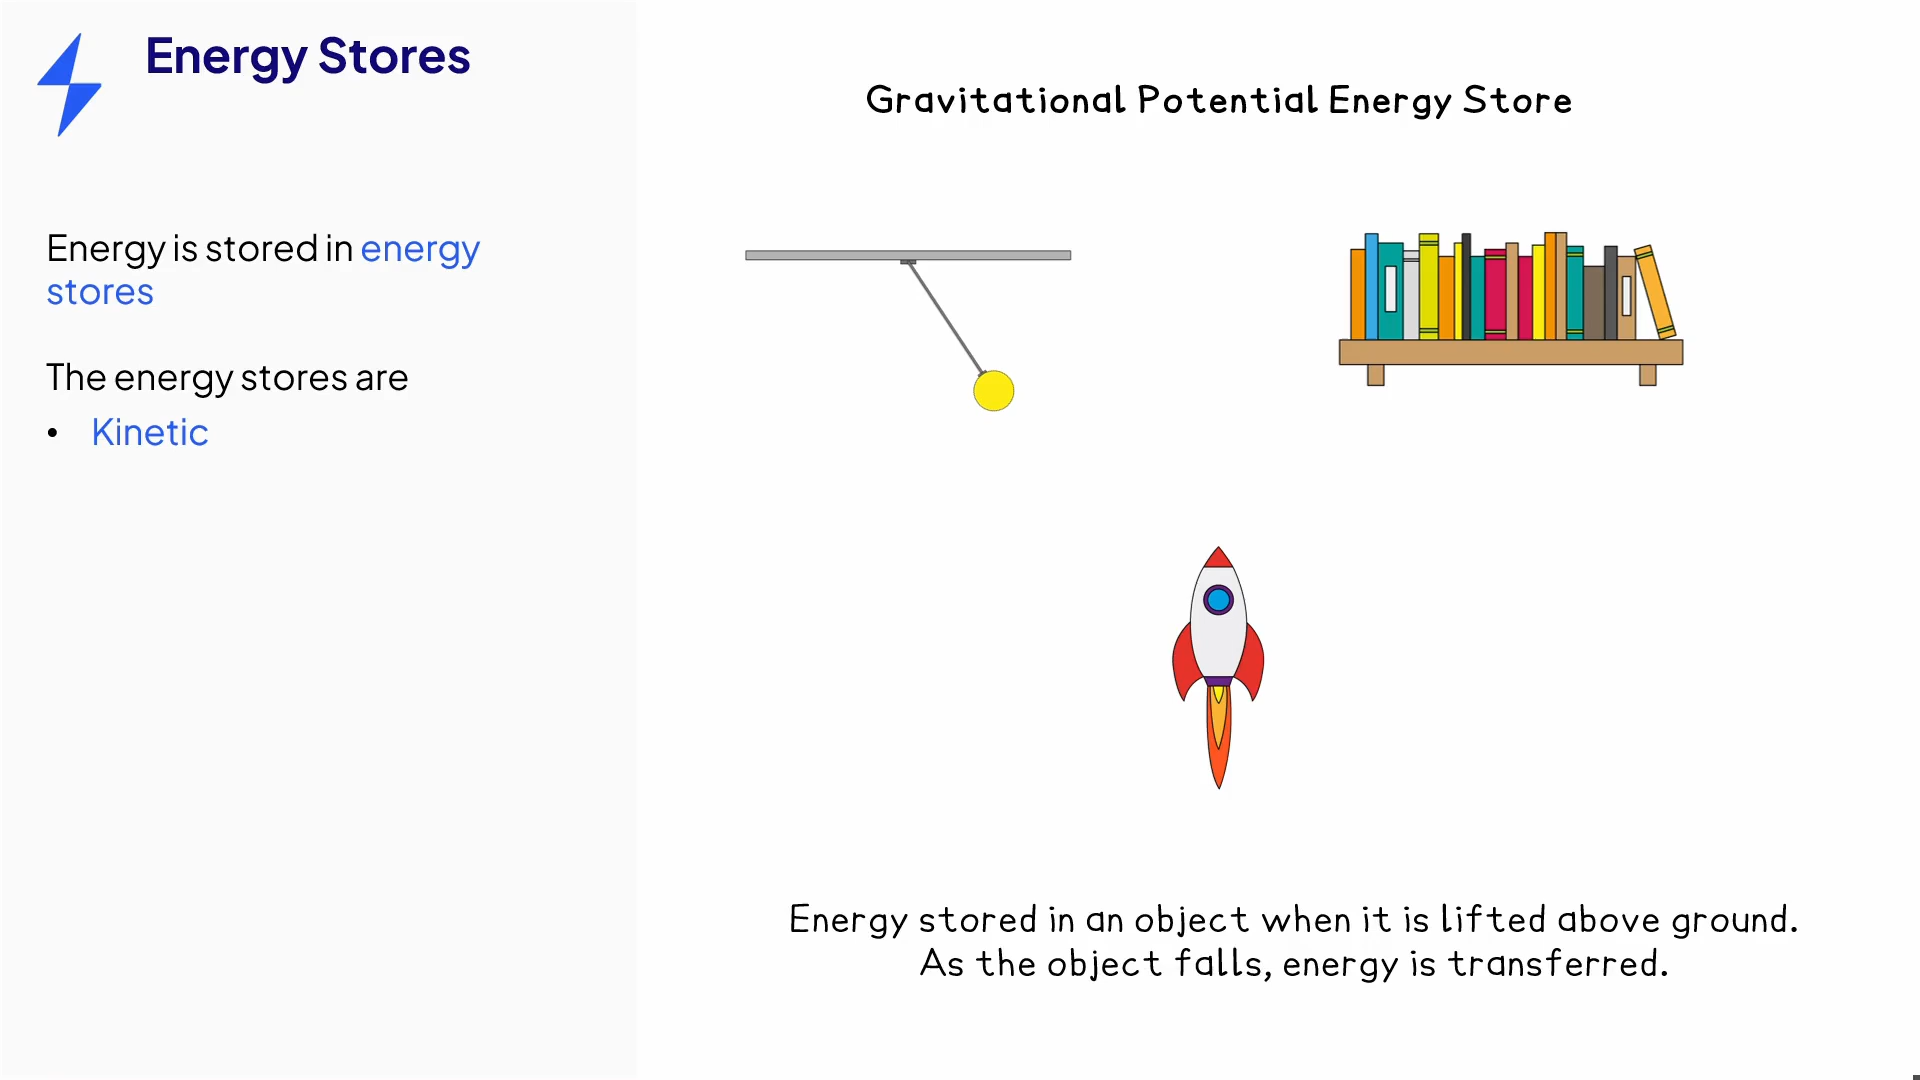 Energy Stores
Energy is stored in energy
stores
The energy stores are
• Kinetic
Gravitational Potential Energy Store
Energy stored in an object when it is lifted above ground.
As the object falls, energy is transferred.